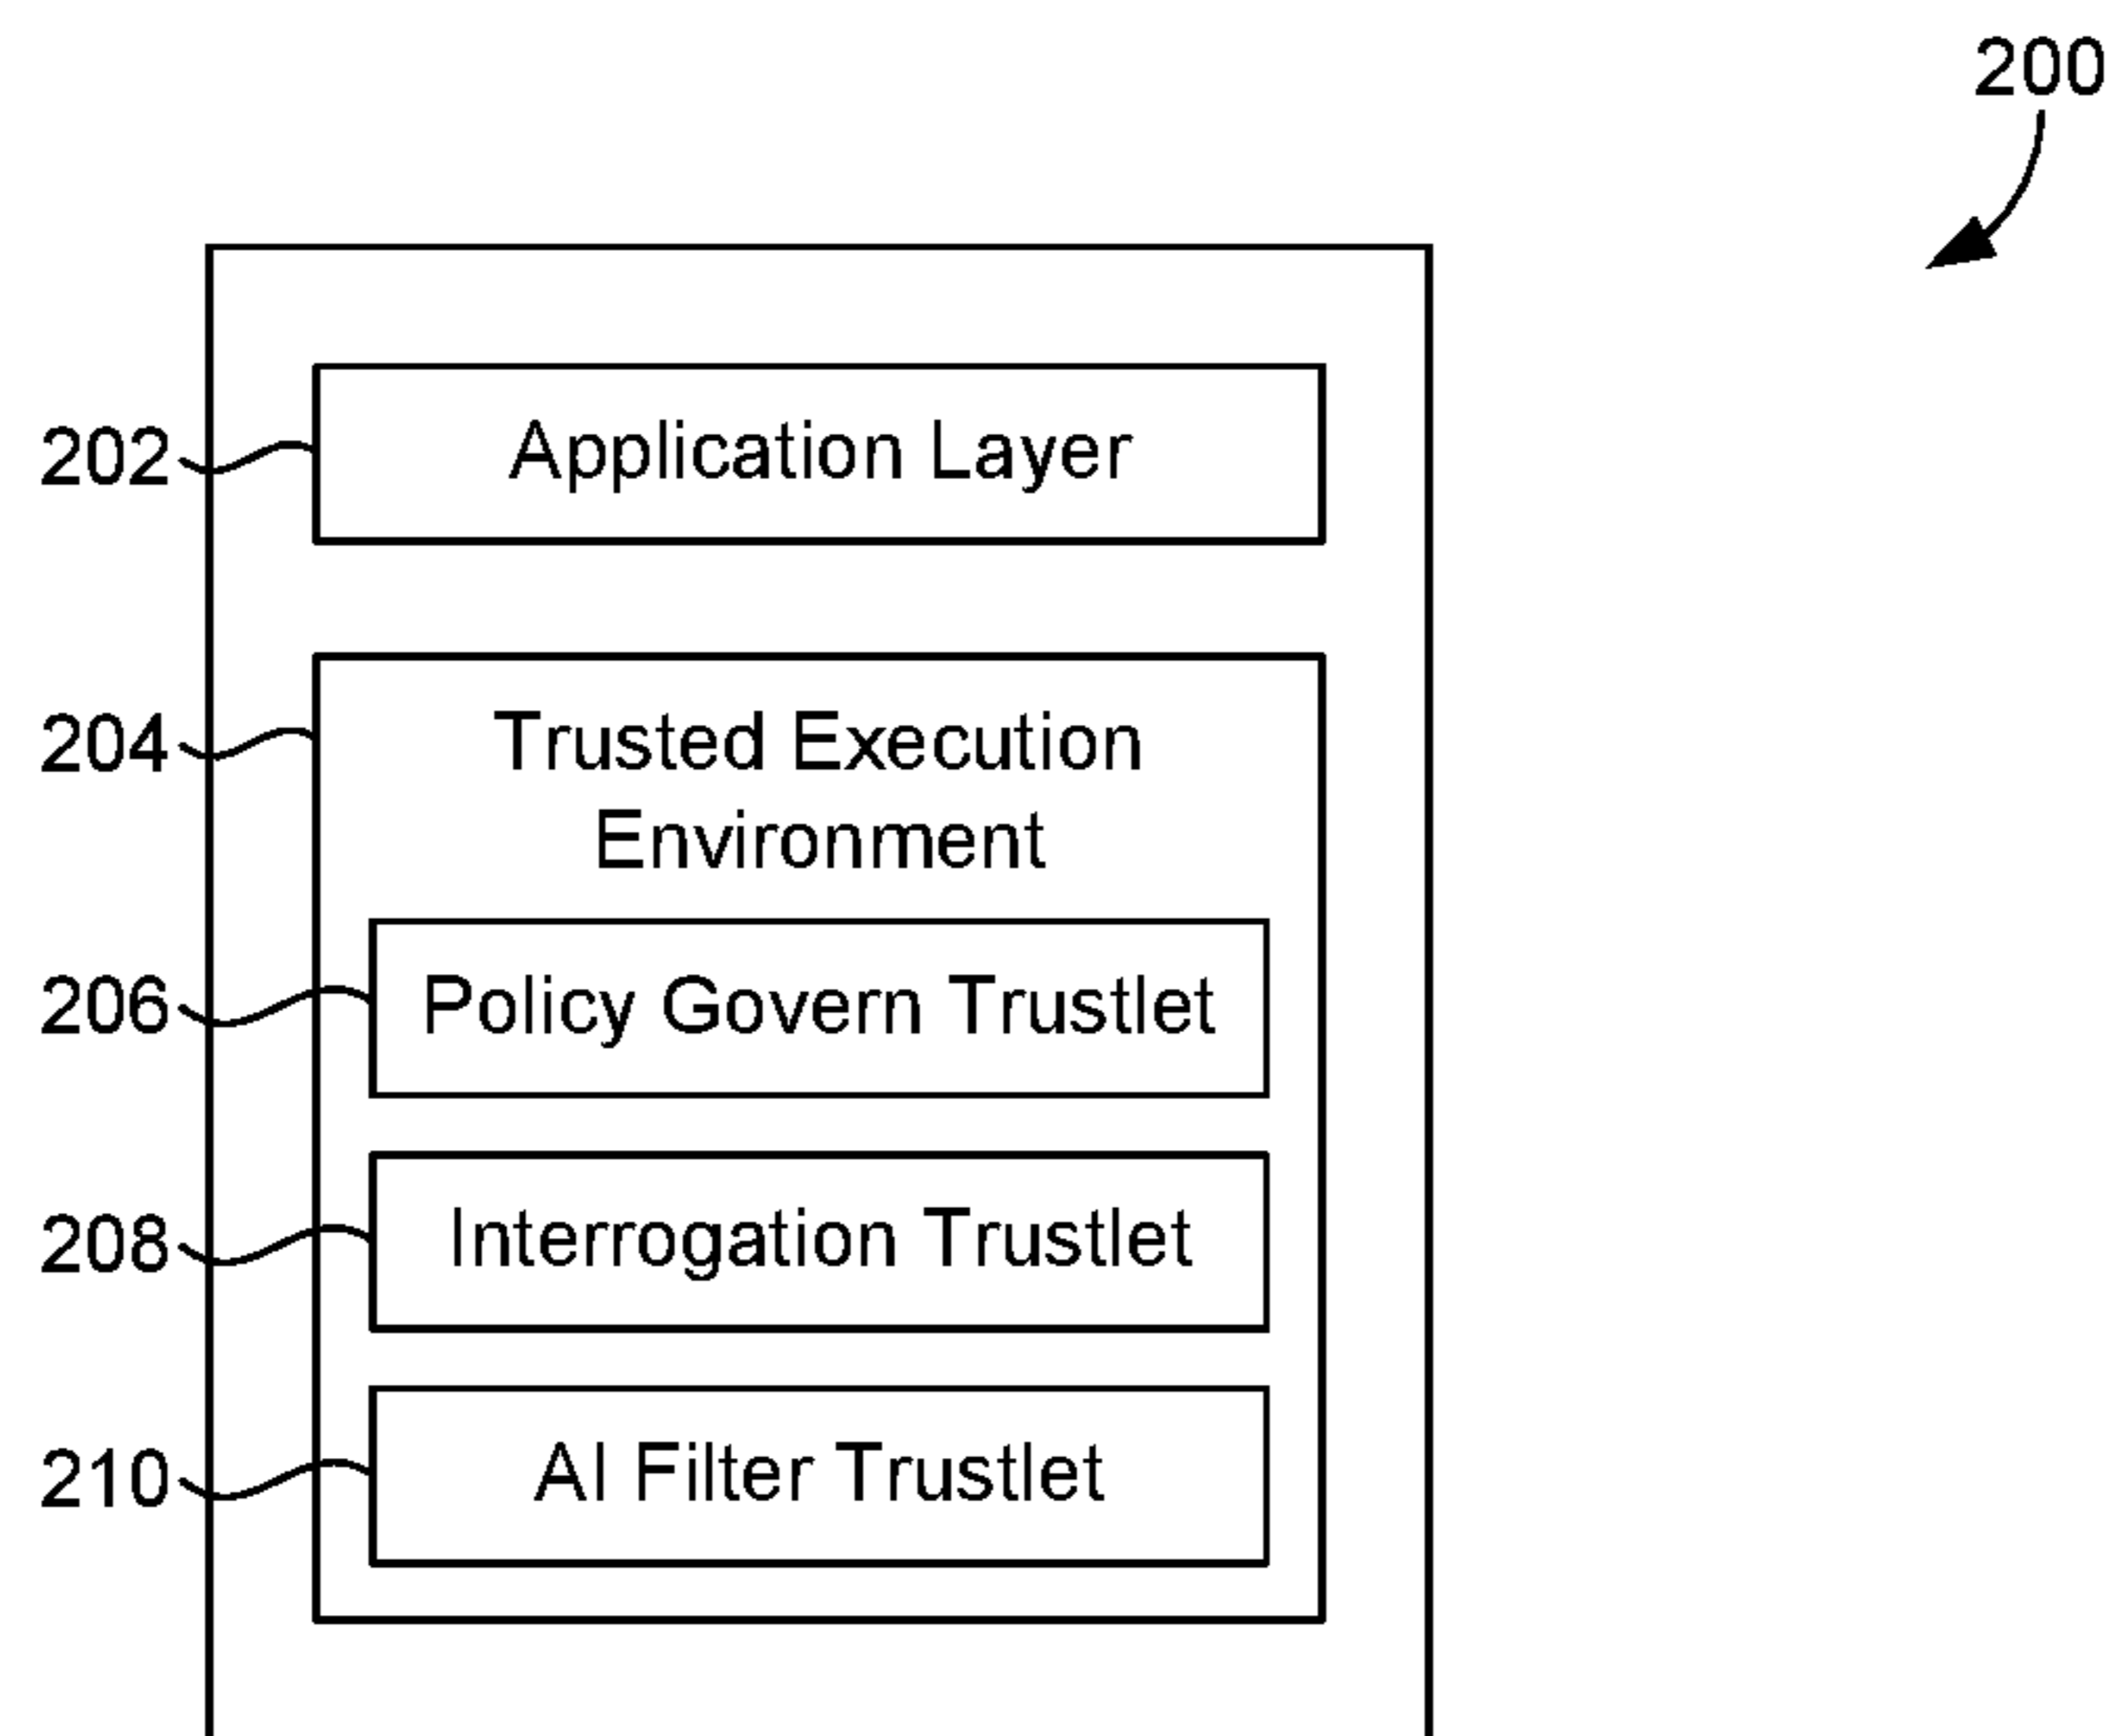 200
202 Application Layer
204 Trusted Execution
Environment
206 Policy Govern Trustlet
208 Interrogation Trustlet
210 AI Filter Trustlet